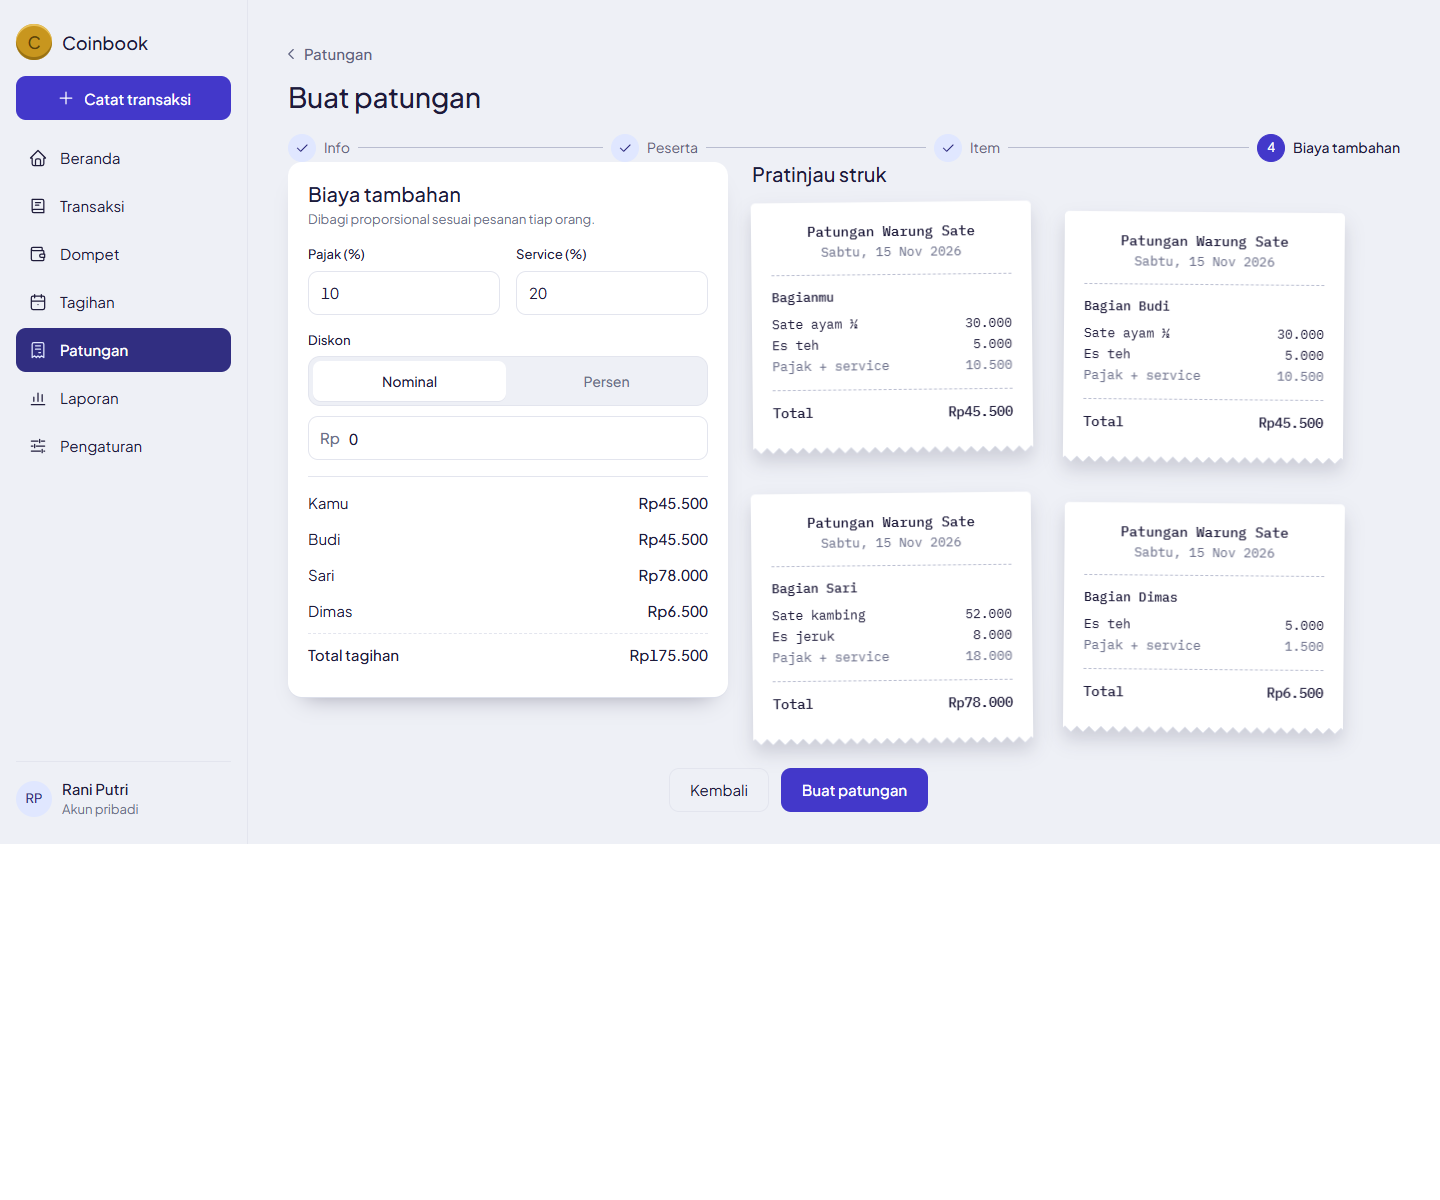 C Coinbook
Catat transaksi
Beranda
Transaksi
Dompet
Tagihan
Patungan
Laporan
Pengaturan
RP
Rani Putri
Akun pribadi
Patungan
Buat patungan
Info
Peserta
Item
4 Biaya tambahan
Biaya tambahan
Dibagi proporsional sesuai pesanan tiap orang.
Pajak (%) Service (%)
10 20
Diskon
Nominal Persen
Rp 0
Kamu Rp45.500
Budi Rp45.500
Sari Rp78.000
Dimas Rp6.500
Total tagihan Rp175.500
Pratinjau struk
Patungan Warung Sate
Sabtu, 15 Nov 2026
Bagianmu
Sate ayam ½ 30.000
Es teh 5.000
Pajak + service 10.500
Total Rp45.500
Patungan Warung Sate
Sabtu, 15 Nov 2026
Bagian Budi
Sate ayam ½ 30.000
Es teh 5.000
Pajak + service 10.500
Total Rp45.500
Patungan Warung Sate
Sabtu, 15 Nov 2026
Bagian Sari
Sate kambing 52.000
Es jeruk 8.000
Pajak + service 18.000
Total Rp78.000
Patungan Warung Sate
Sabtu, 15 Nov 2026
Bagian Dimas
Es teh 5.000
Pajak + service 1.500
Total Rp6.500
Kembali
Buat patungan